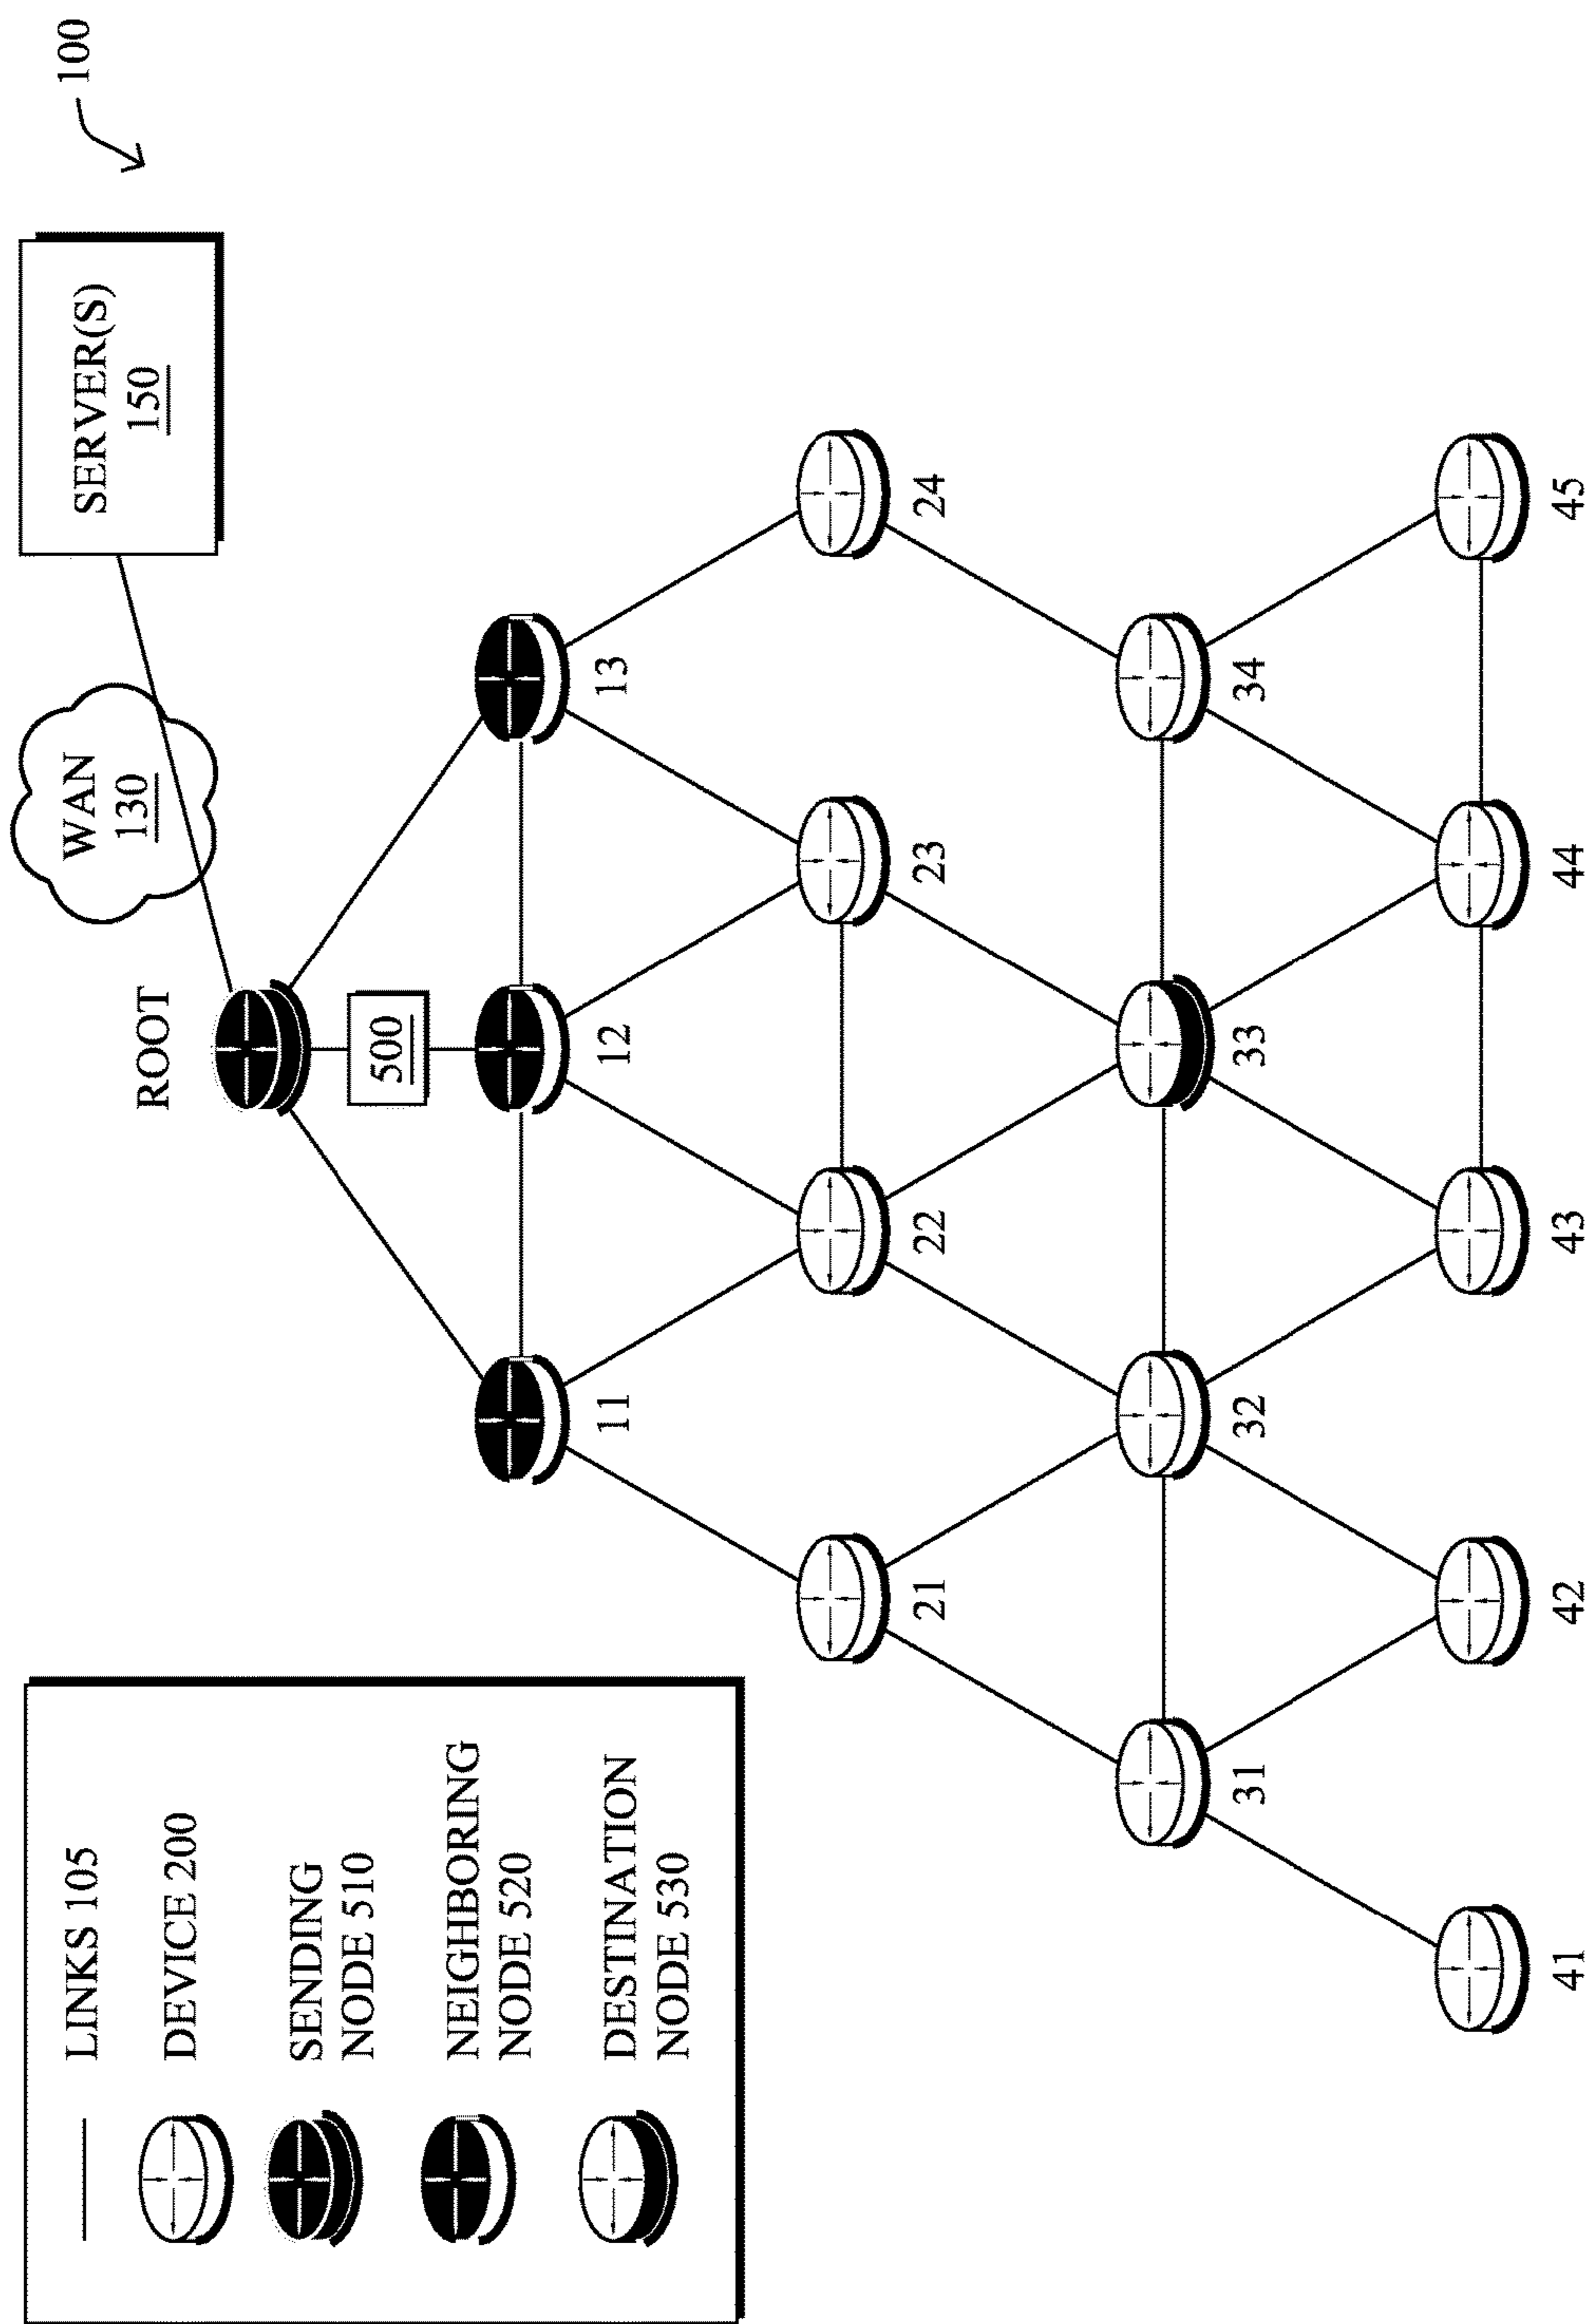 LINKS 105
DEVICE 200
SENDING
NODE 510
NEIGHBORING
NODE 520
DESTINATION
NODE 530
WAN
130
SERVER(S)
150
100
ROOT
500
11
12
13
21
22
23
24
31
32
33
34
41
42
43
44
45